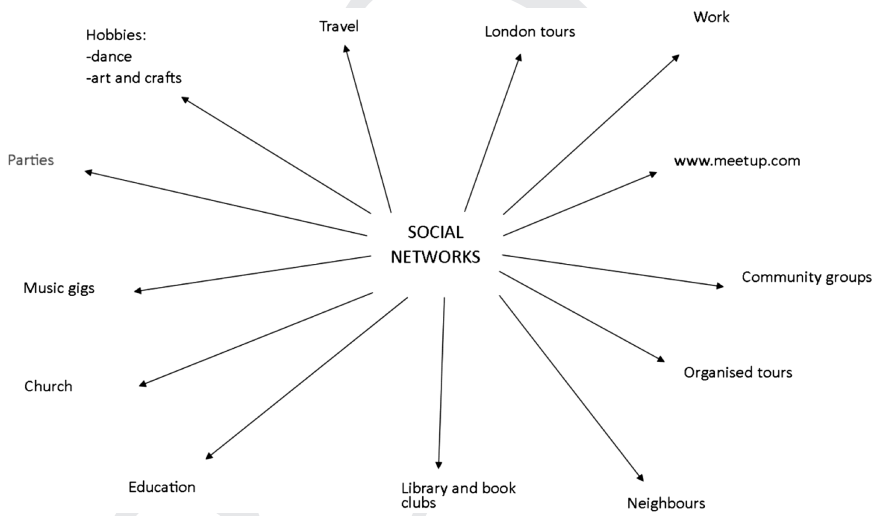 Hobbies:
-dance
-art and crafts
Travel
London tours
Work
Parties
www.meetup.com
SOCIAL
NETWORKS
Music gigs
Community groups
Church
Organised tours
Education
Library and book
clubs
Neighbours